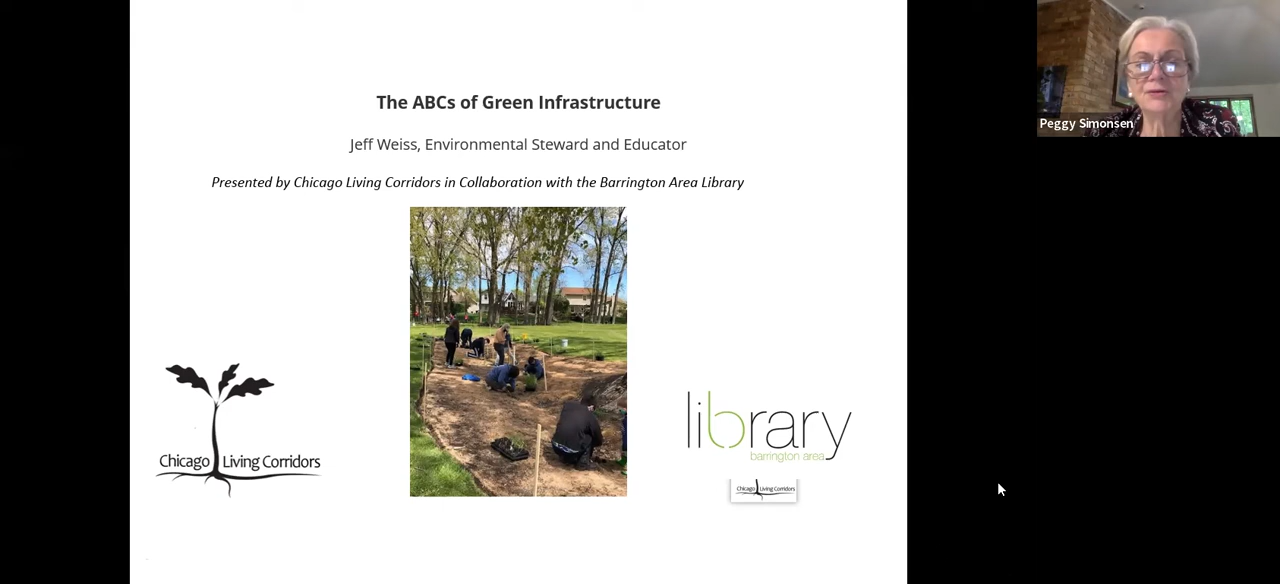 The ABCs of Green Infrastructure
Jeff Weiss, Environmental Steward and Educator
Presented by Chicago Living Corridors in Collaboration with the Barrington Area Library
Peggy Simonsen
Chicago Living Corridors
library
barrington area
Chicago Living Corridors